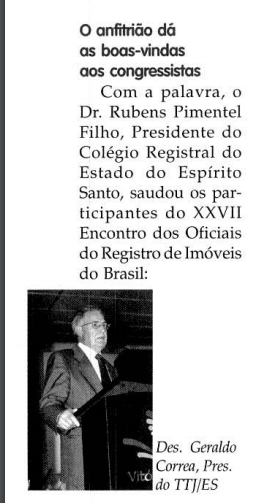 O anfitrião dá
as boas-vindas
aos congressistas
Com a palavra, o
Dr. Rubens Pimentel
Filho, Presidente do
Colégio Registral do
Estado do Espírito
Santo, saudou os par-
ticipantes do XXVII
Encontro dos Oficiais
do Registro de Imóveis
do Brasil:
Vitó
Des. Geraldo
Correa, Pres.
do TTJ/ES